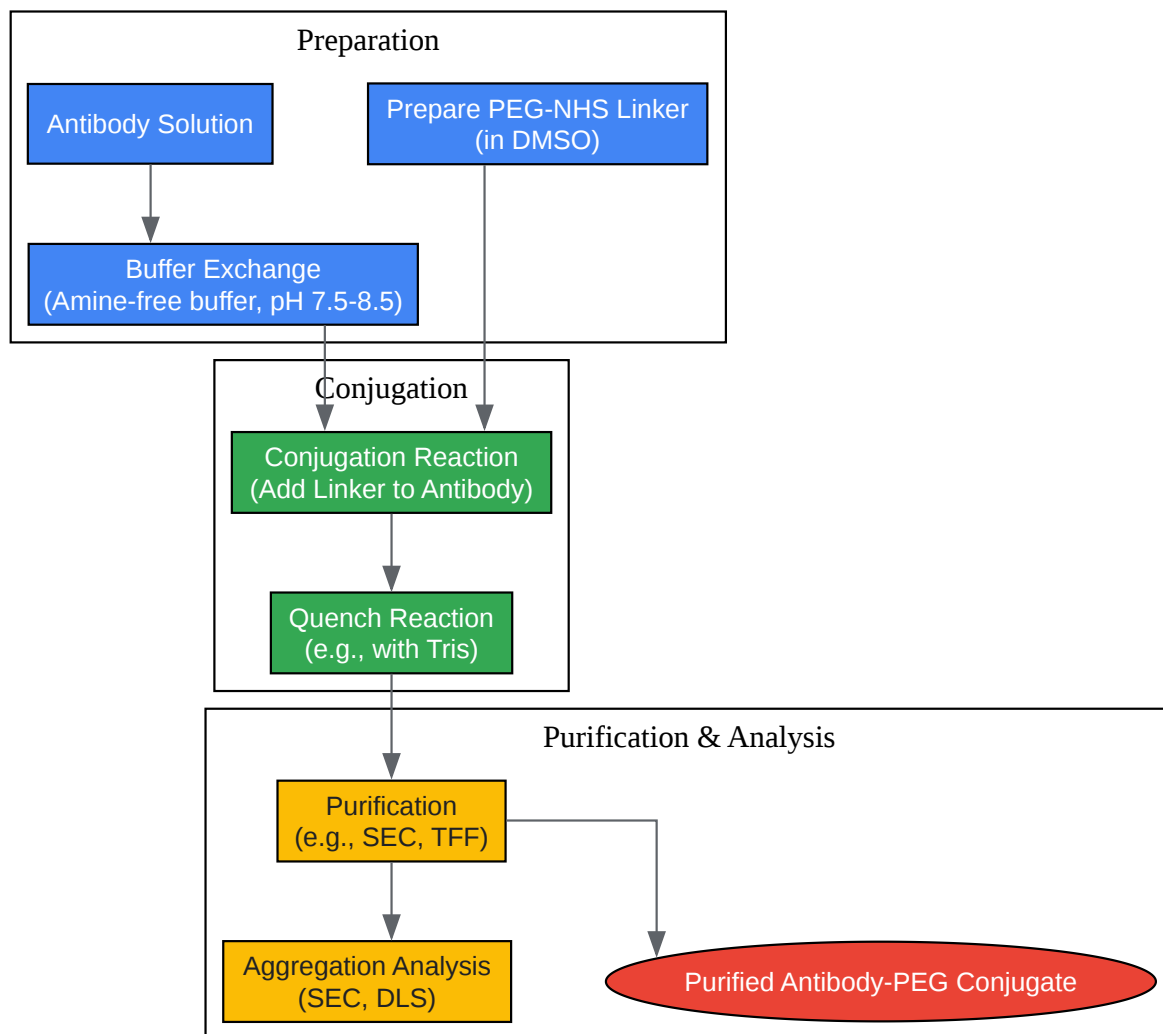 Preparation
Antibody Solution
Prepare PEG-NHS Linker
(in DMSO)
Buffer Exchange
(Amine-free buffer, pH 7.5-8.5)
Conjugation
Conjugation Reaction
(Add Linker to Antibody)
Quench Reaction
(e.g., with Tris)
Purification & Analysis
Purification
(e.g., SEC, TFF)
Aggregation Analysis
(SEC, DLS)
Purified Antibody-PEG Conjugate